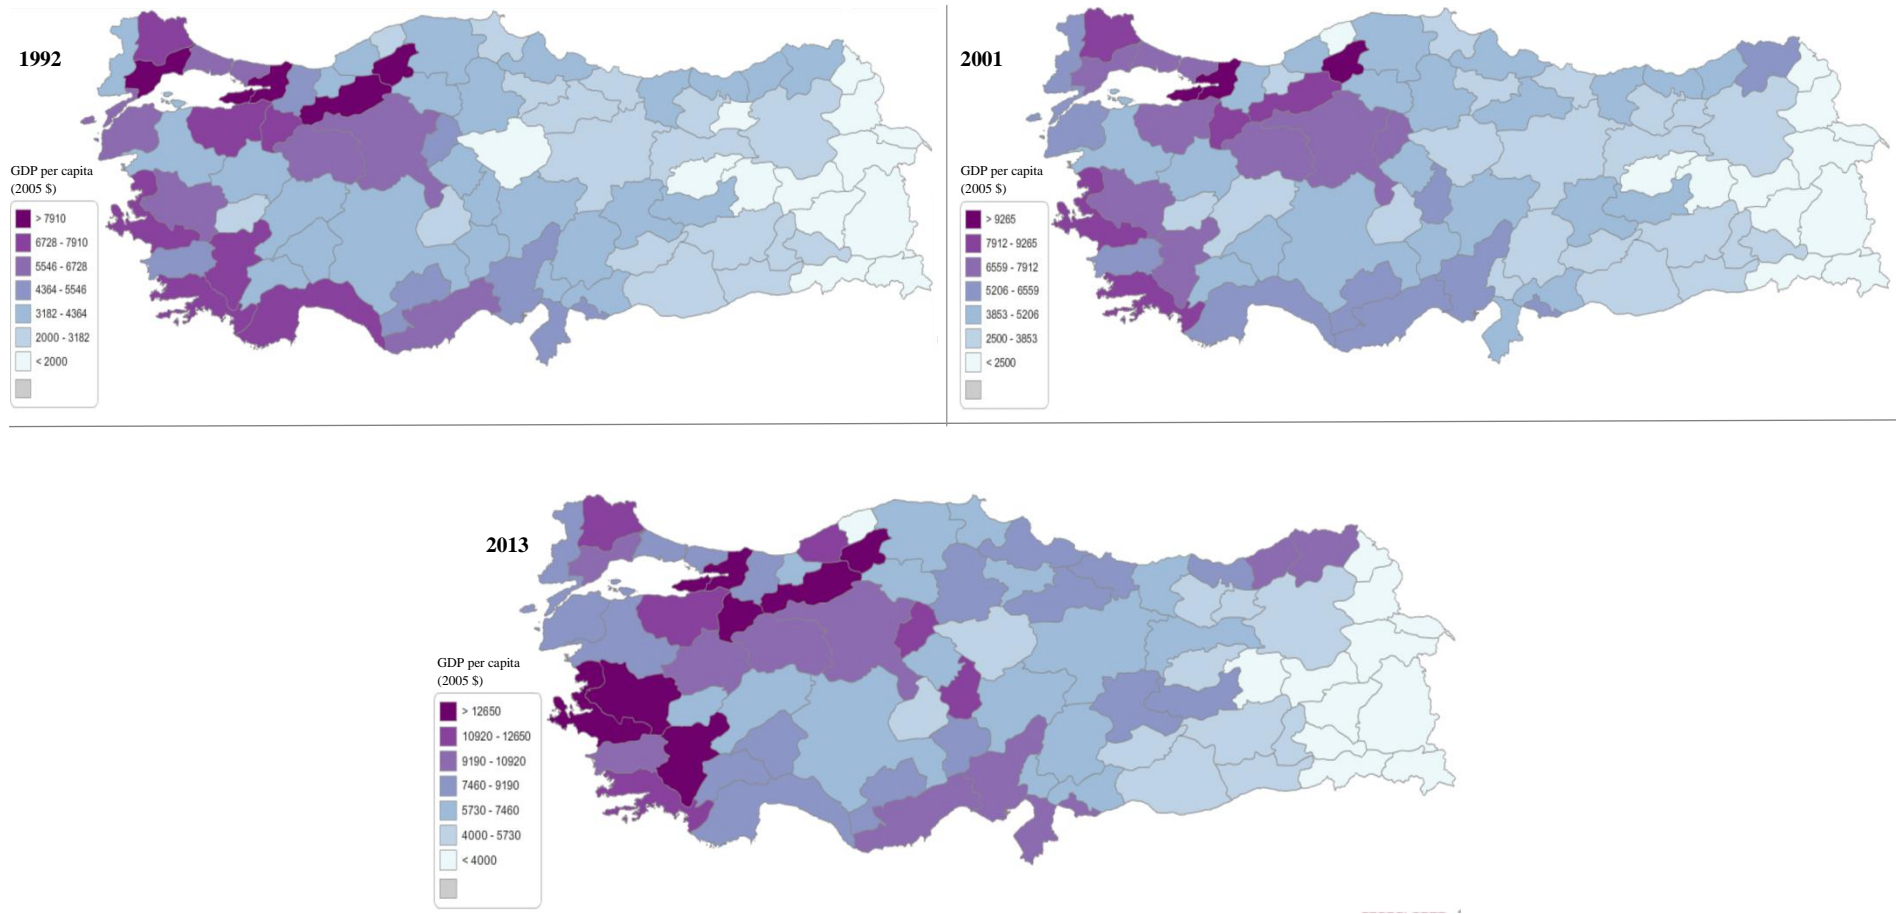 1992
GDP per capita
(2005 $)
> 7910
6728 - 7910
5546 - 6728
4364 - 5546
3182 - 4364
2000 - 3182
< 2000
2001
GDP per capita
(2005 $)
> 9265
7912 - 9265
6559 - 7912
5206 - 6559
3853 - 5206
2500 - 3853
< 2500
2013
GDP per capita
(2005 $)
> 12650
10920 - 12650
9190 - 10920
7460 - 9190
5730 - 7460
4000 - 5730
< 4000